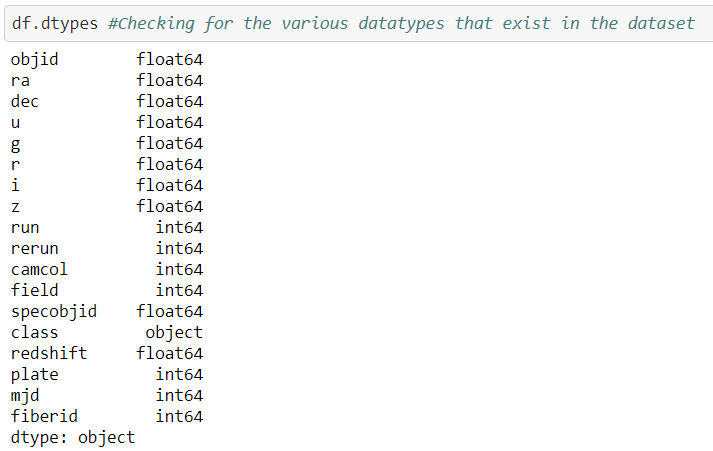 df.dtypes #Checking for the various datatypes that exist in the dataset
objid float64
ra float64
dec float64
u float64
g float64
r float64
i float64
z float64
run int64
rerun int64
camcol int64
field int64
specobjid float64
class object
redshift float64
plate int64
mjd int64
fiberid int64
dtype: object